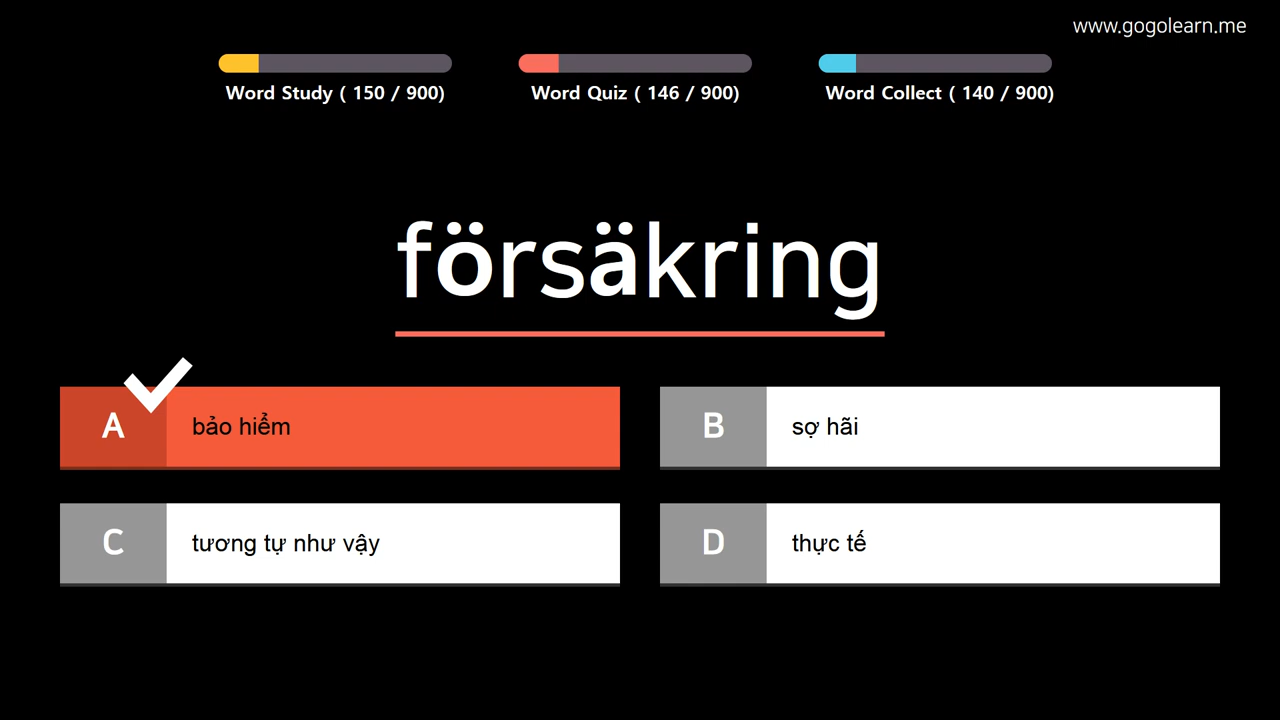 www.gogolearn.me
Word Study ( 150 / 900)
Word Quiz ( 146 / 900)
Word Collect ( 140 / 900)
försäkring
A bảo hiểm
B sợ hãi
C tương tự như vậy
D thực tế